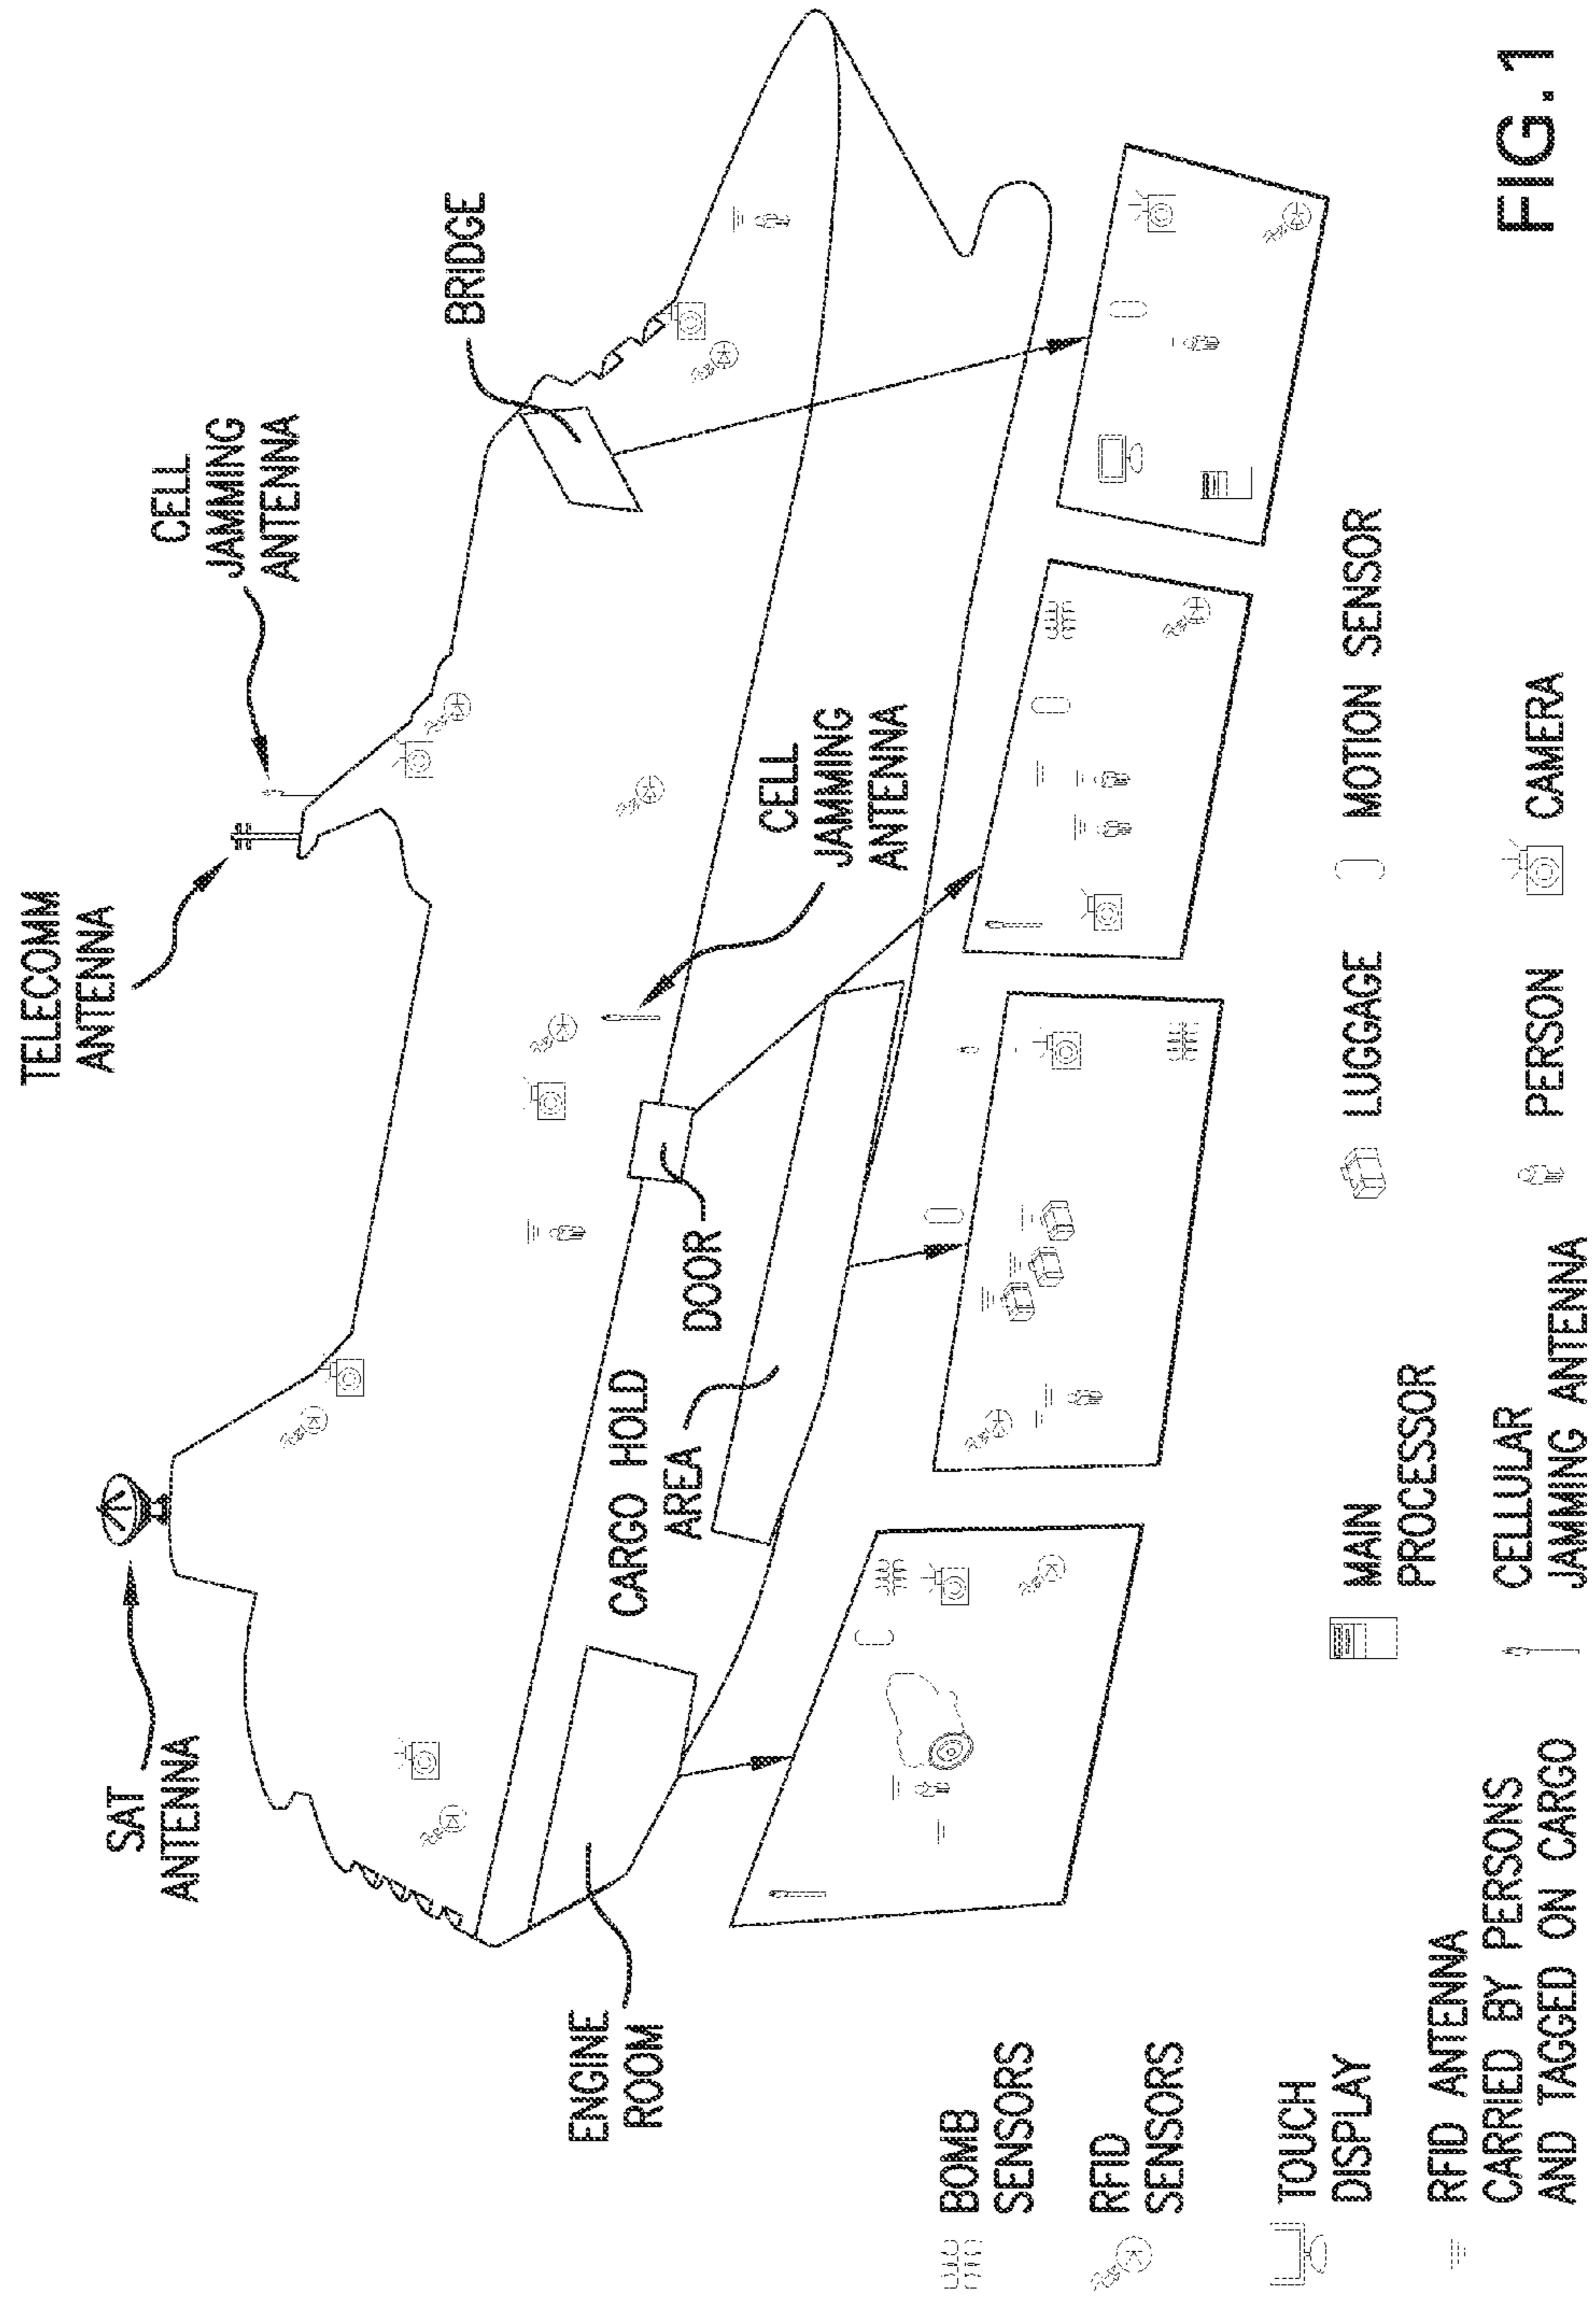 SAT
ANTENNA
TELECOMM
ANTENNA
CELL
JAMMING
ANTENNA
BRIDGE
ENGINE
ROOM
CARGO HOLD
AREA
DOOR
CELL
JAMMING
ANTENNA
BOMB
SENSORS
RFID
SENSORS
TOUCH
DISPLAY
RFID ANTENNA
CARRIED BY PERSONS
AND TAGGED ON CARGO
MAIN
PROCESSOR
CELLULAR
JAMMING ANTENNA
LUGGAGE
PERSON
MOTION SENSOR
CAMERA
FIG.1